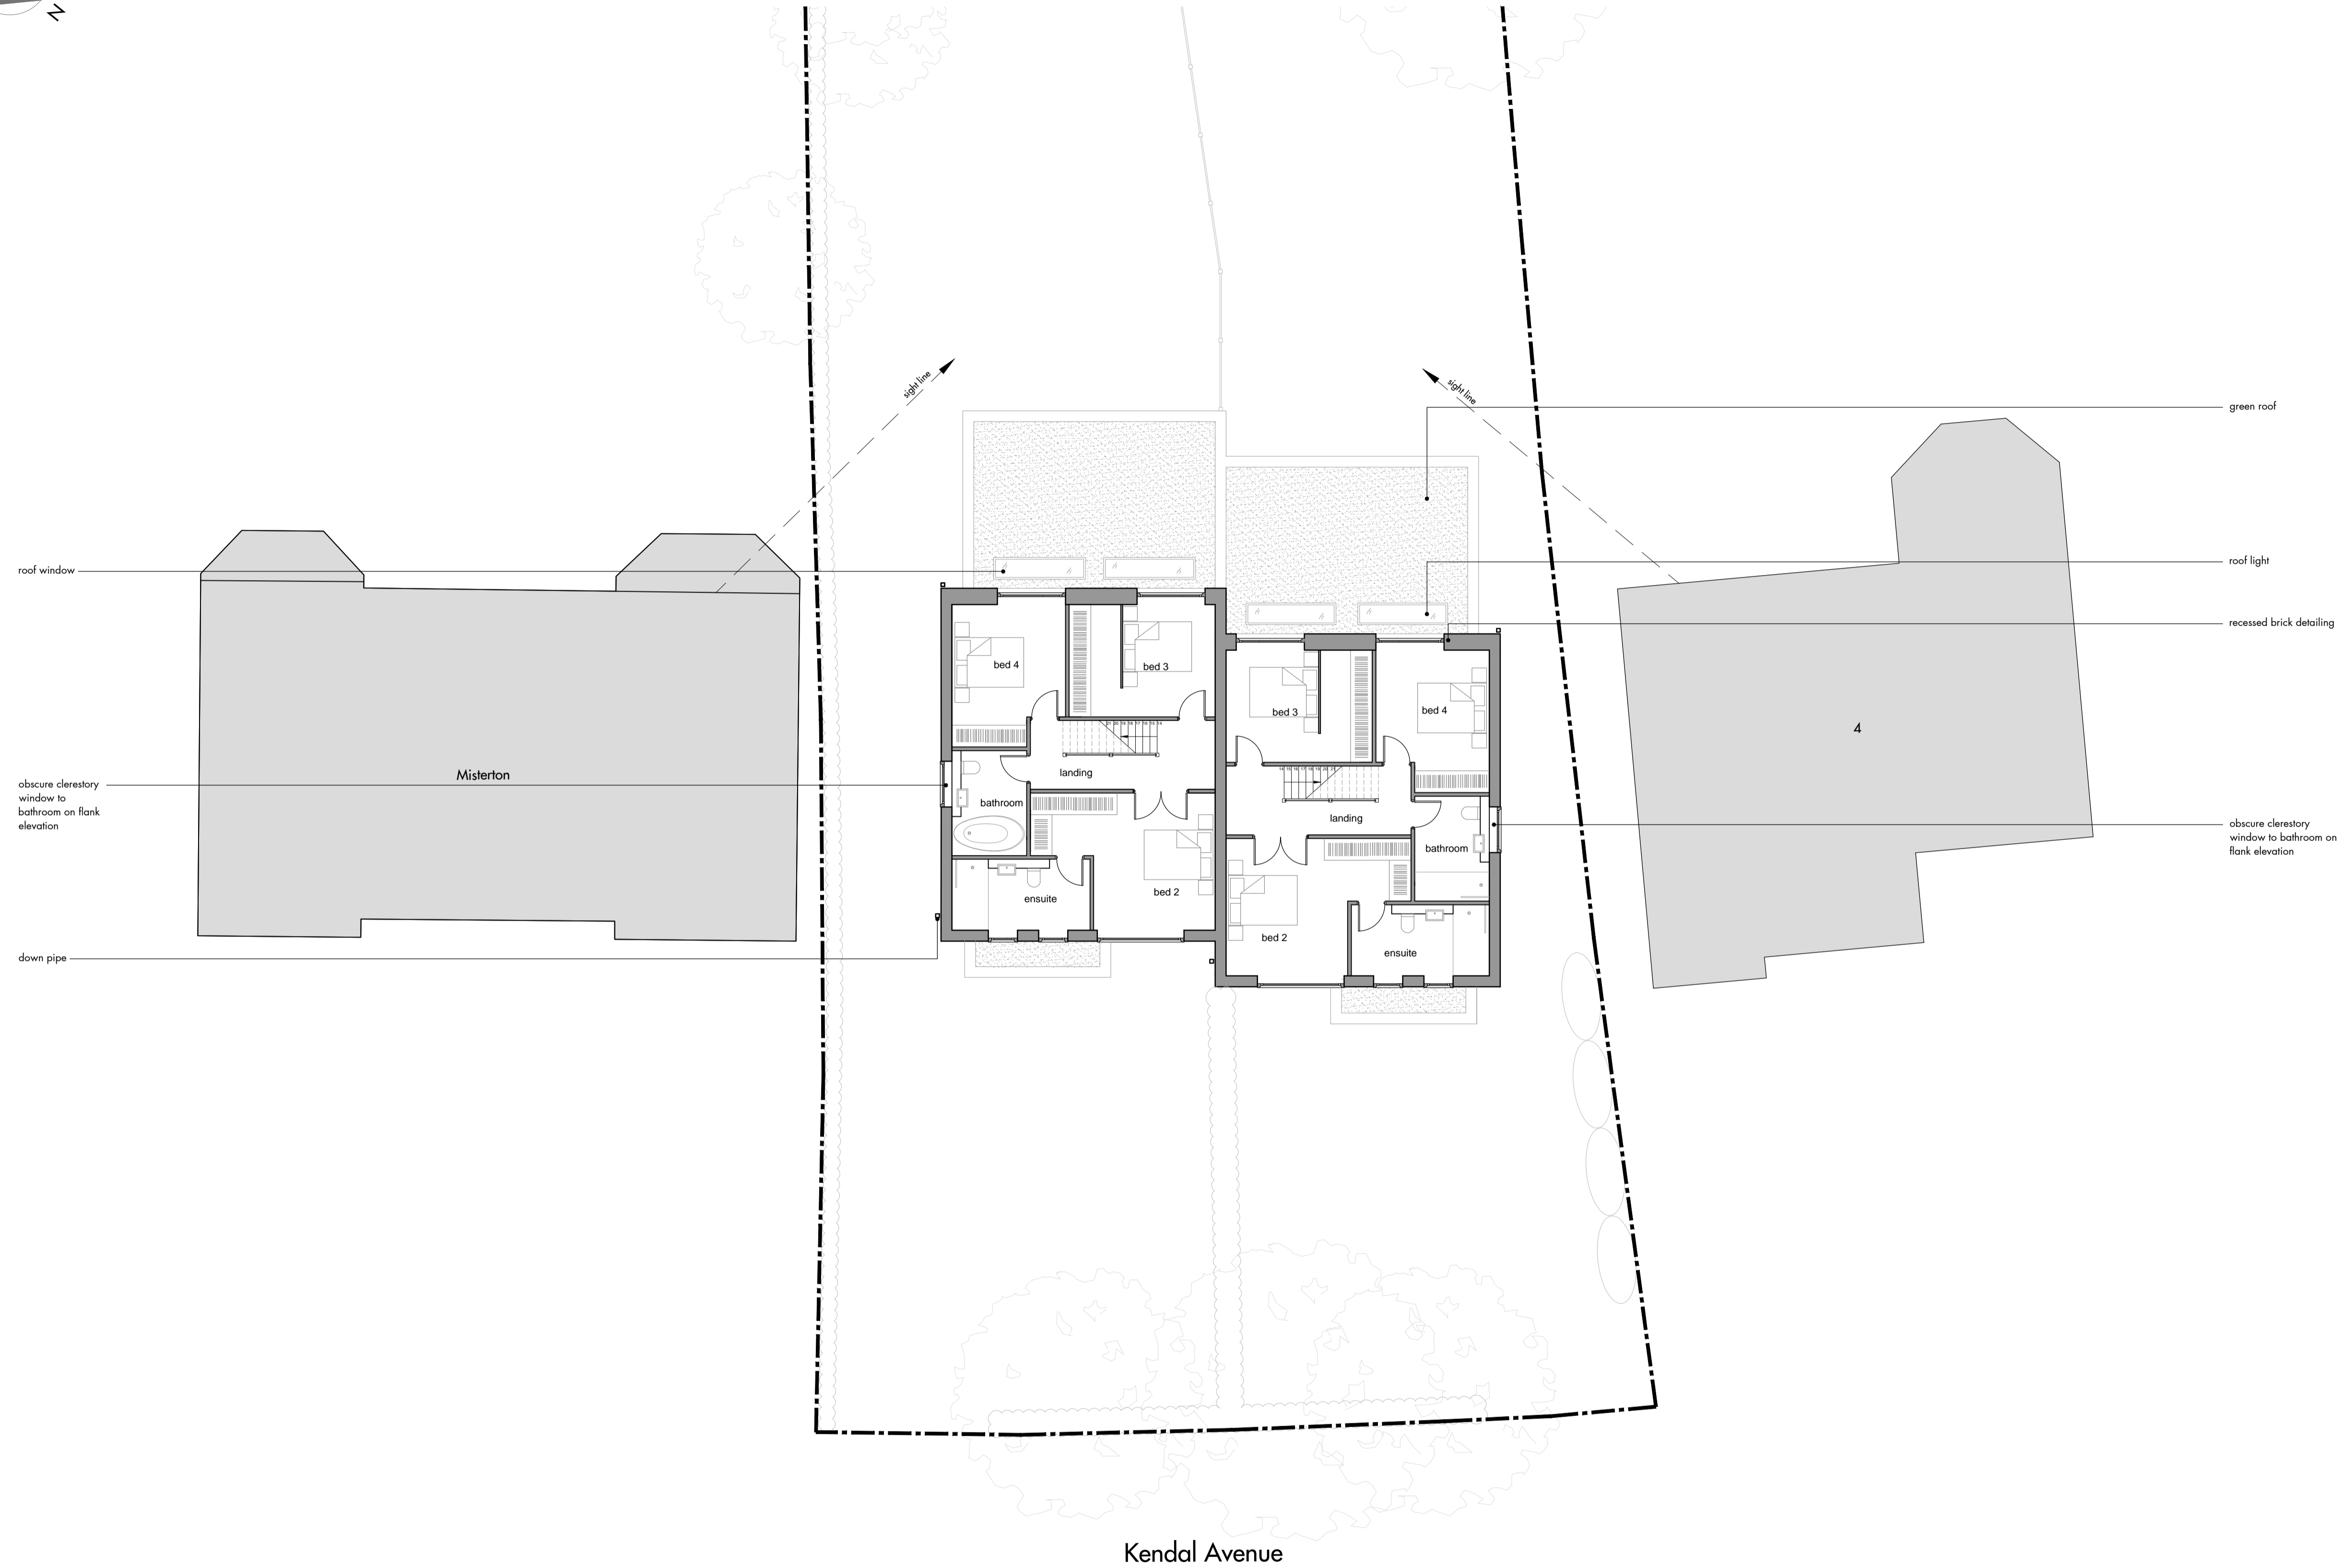 N
sight line
sight line
green roof
roof window
roof light
recessed brick detailing
bed 4
bed 3
bed 3
bed 4
4
Misterton
landing
obscure clerestory
window to
bathroom on flank
elevation
bathroom
landing
obscure clerestory
window to bathroom on
flank elevation
bathroom
bed 2
ensuite
bed 2
ensuite
down pipe
Kendal Avenue